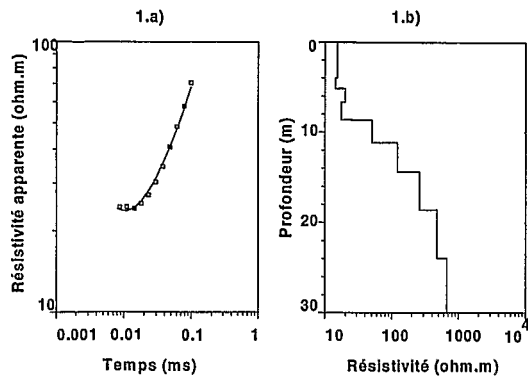 1.a)
1.b)
Résistivité apparente (ohm.m)
100
10
0.001 0.01 0.1 1
Temps (ms)
Profondeur (m)
0
10
20
30
10 100 1000 10⁴
Résistivité (ohm.m)